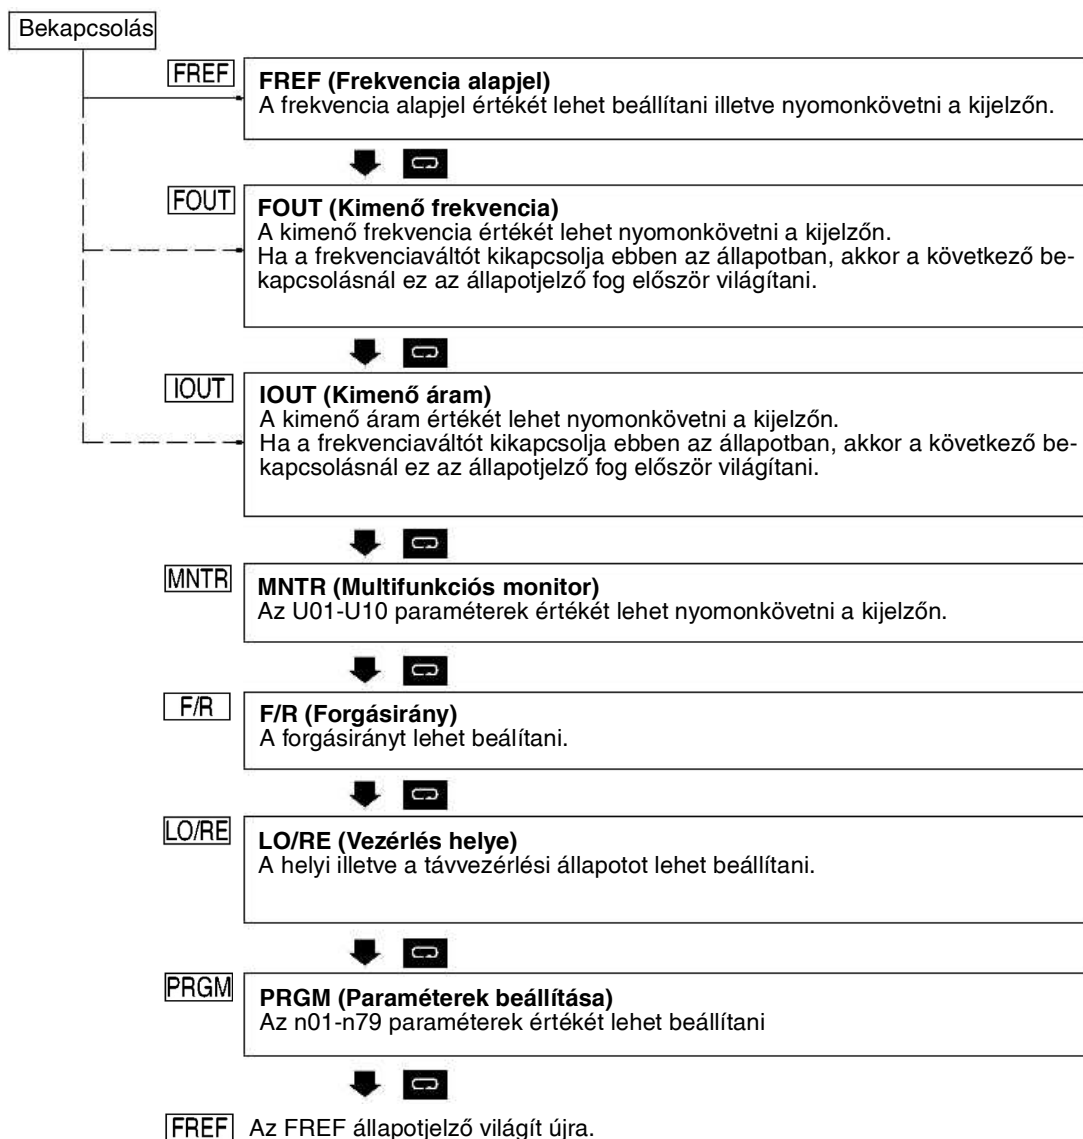 Bekapcsolás
FREF
FREF (Frekvencia alapjel)
A frekvencia alapjel értékét lehet beállítani illetve nyomonkövetni a kijelzőn.
FOUT
FOUT (Kimenő frekvencia)
A kimenő frekvencia értékét lehet nyomonkövetni a kijelzőn.
Ha a frekvenciaváltót kikapcsolja ebben az állapotban, akkor a következő be-
kapcsolásnál ez az állapotjelző fog először világítani.
IOUT
IOUT (Kimenő áram)
A kimenő áram értékét lehet nyomonkövetni a kijelzőn.
Ha a frekvenciaváltót kikapcsolja ebben az állapotban, akkor a következő be-
kapcsolásnál ez az állapotjelző fog először világítani.
MNTR
MNTR (Multifunkciós monitor)
Az U01-U10 paraméterek értékét lehet nyomonkövetni a kijelzőn.
F/R
F/R (Forgásirány)
A forgásirányt lehet beálítani.
LO/RE
LO/RE (Vezérlés helye)
A helyi illetve a távvezérlési állapotot lehet beállítani.
PRGM
PRGM (Paraméterek beállítása)
Az n01-n79 paraméterek értékét lehet beállítani
FREF
Az FREF állapotjelző világít újra.